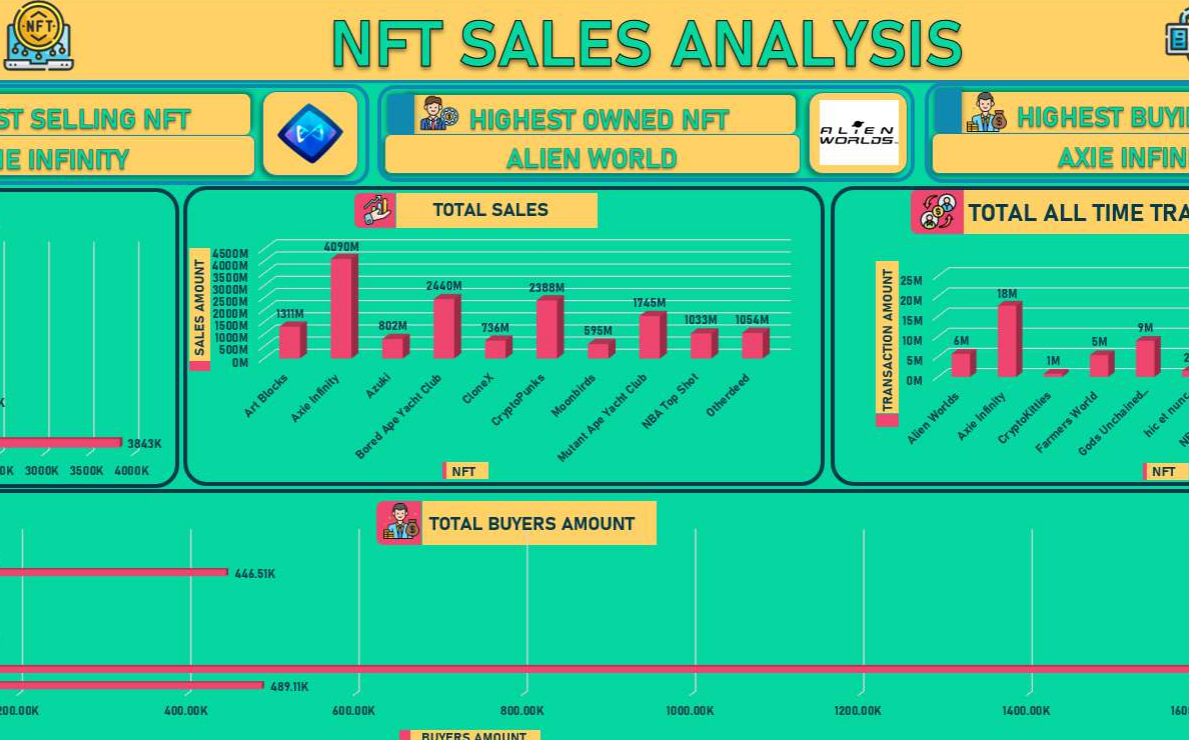 NFT
NFT SALES ANALYSIS
ST SELLING NFT
E INFINITY
HIGHEST OWNED NFT
ALIEN WORLD
ALIEN
WORLDS
HIGHEST BUYI
AXIE INFIN
K
3843K
0K 3000K 3500K 4000K
TOTAL SALES
SALES AMOUNT
4500M
4000M
3500M
3000M
2500M
2000M
1500M
1000M
500M
0M
1311M
4090M
802M
2440M
736M
2388M
595M
1745M
1033M
1054M
Art Blocks
Axie Infinity
Azuki
Bored Ape Yacht Club
CloneX
CryptoPunks
Moonbirds
Mutant Ape Yacht Club
NBA Top Shot
Otherdeed
NFT
TOTAL ALL TIME TRA
TRANSACTION AMOUNT
25M
20M
15M
10M
5M
0M
6M
18M
1M
5M
9M
2
Alien Worlds
Axie Infinity
CryptoKitties
Farmers World
Gods Unchained...
hic et nunc
NFT
TOTAL BUYERS AMOUNT
446.51K
489.11K
200.00K
400.00K
600.00K
800.00K
1000.00K
1200.00K
1400.00K
160
BUYERS AMOUNT